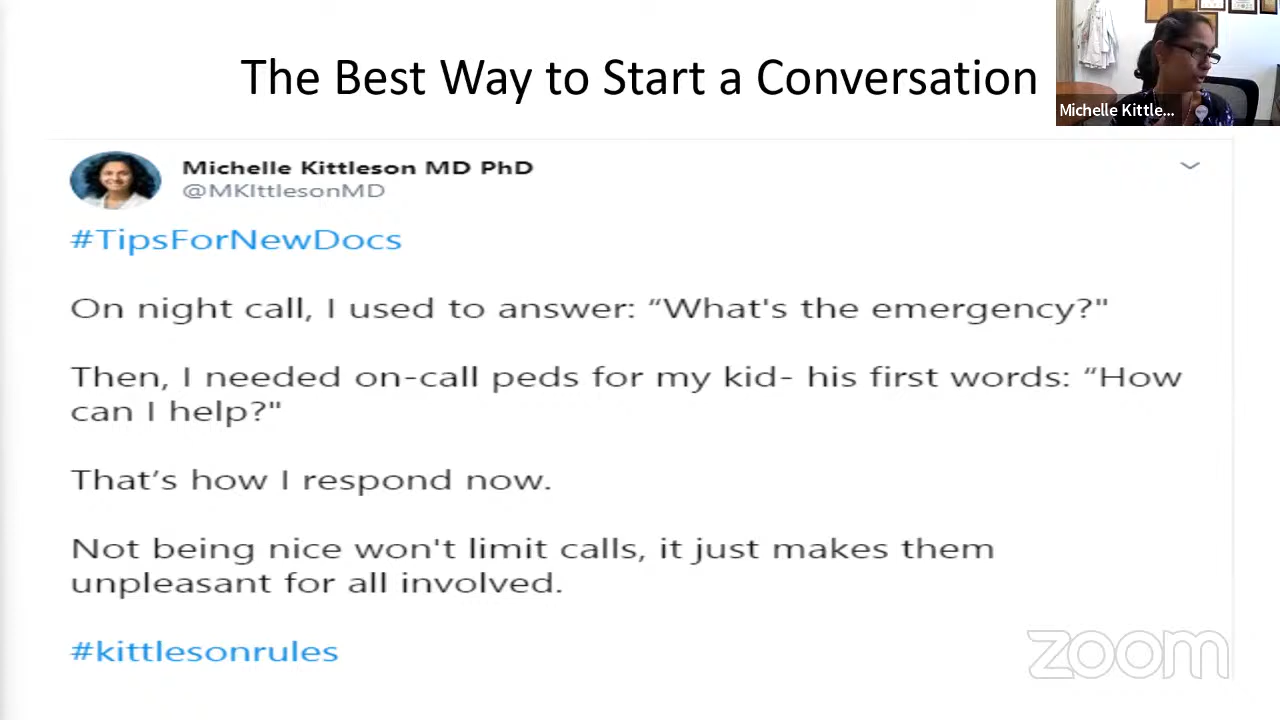 The Best Way to Start a Conversation
Michelle Kittle...
Michelle Kittleson MD PhD
@MKIttlesonMD
#TipsForNewDocs
On night call, I used to answer: “What's the emergency?"
Then, I needed on-call peds for my kid- his first words: “How
can I help?"
That’s how I respond now.
Not being nice won't limit calls, it just makes them
unpleasant for all involved.
#kittlesonrules
zoom